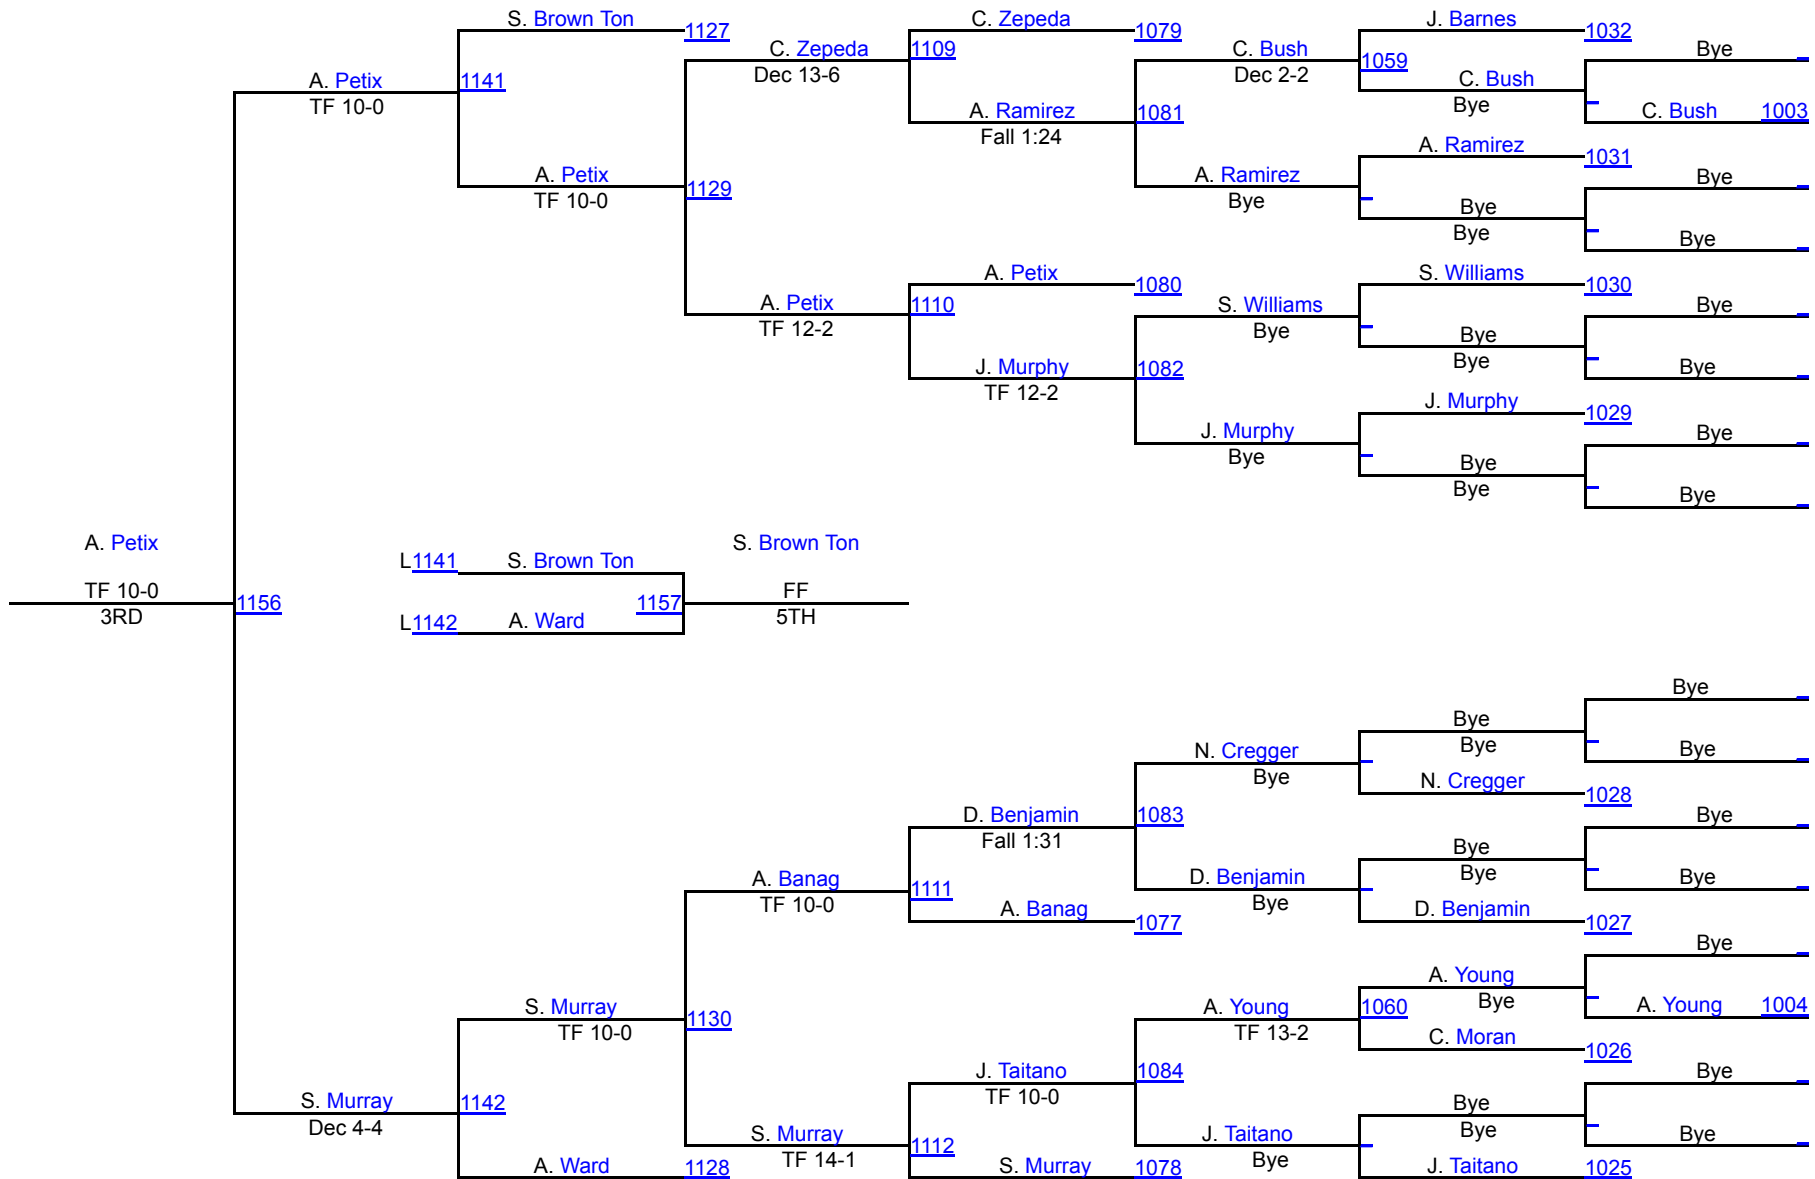 S. Brown Ton
1127
C. Zepeda
1079
J. Barnes
1032
C. Zepeda
1109
C. Bush
Bye
A. Petix
1141
Dec 13-6
Dec 2-2
1059
C. Bush
TF 10-0
A. Ramirez
1081
Bye
C. Bush 1003
Fall 1:24
A. Ramirez
1031
A. Petix
1129
A. Ramirez
Bye
TF 10-0
Bye
Bye
Bye
Bye
A. Petix
1080
S. Williams
1030
A. Petix
1110
S. Williams
Bye
TF 12-2
Bye
Bye
J. Murphy
1082
Bye
Bye
TF 12-2
J. Murphy
1029
J. Murphy
Bye
Bye
Bye
Bye
Bye
A. Petix
L1141
S. Brown Ton
S. Brown Ton
TF 10-0
1156
1157
FF
3RD
L1142
A. Ward
5TH
Bye
Bye
N. Cregger
Bye
Bye
Bye
N. Cregger
1028
D. Benjamin
1083
Bye
Fall 1:31
Bye
A. Banag
1111
D. Benjamin
Bye
Bye
TF 10-0
A. Banag
1077
Bye
D. Benjamin
1027
Bye
A. Young
S. Murray
1130
A. Young
1060
Bye
A. Young 1004
TF 10-0
TF 13-2
C. Moran
1026
J. Taitano
1084
Bye
S. Murray
1142
TF 10-0
Bye
Dec 4-4
S. Murray
1112
J. Taitano
Bye
Bye
TF 14-1
Bye
A. Ward
1128
S. Murray
1078
J. Taitano
1025